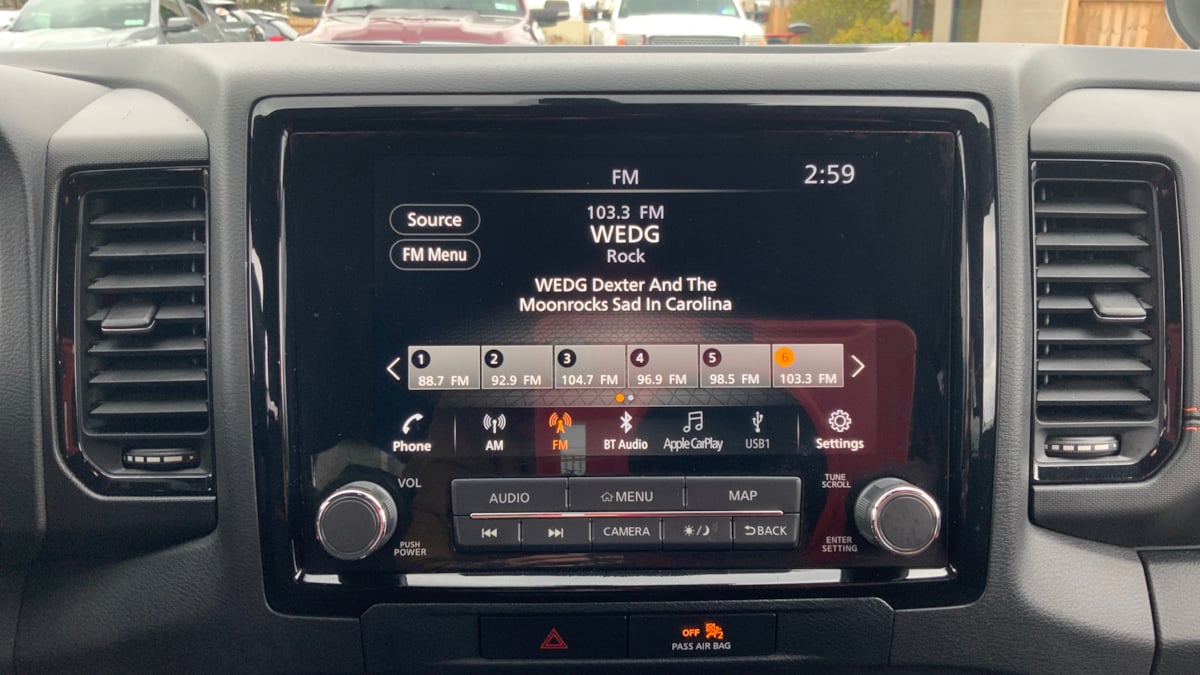 FM
2:59
Source
FM Menu
103.3 FM
WEDG
Rock
WEDG Dexter And The
Moonrocks Sad In Carolina
1 2 3 4 5 6
88.7 FM 92.9 FM 104.7 FM 96.9 FM 98.5 FM 103.3 FM
Phone AM FM BT Audio Apple CarPlay USB1 Settings
VOL
TUNE
SCROLL
AUDIO MENU MAP
CAMERA BACK
PUSH
POWER
ENTER
SETTING
OFF 2
PASS AIR BAG